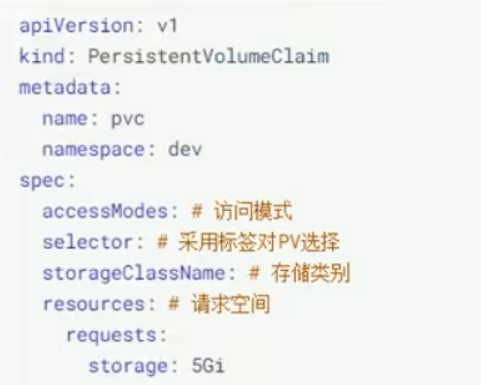 apiVersion: v1
kind: PersistentVolumeClaim
metadata:
  name: pvc
  namespace: dev
spec:
  accessModes: # 访问模式
  selector: # 采用标签对PV选择
  storageClassName: # 存储类别
  resources: # 请求空间
    requests:
      storage: 5Gi